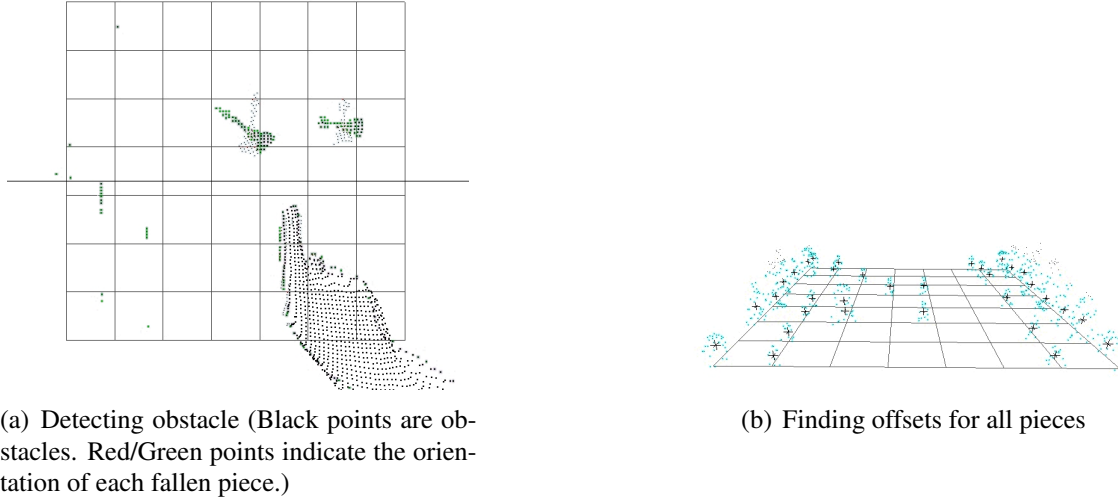 (a) Detecting obstacle (Black points are ob-
stacles. Red/Green points indicate the orien-
tation of each fallen piece.)
(b) Finding offsets for all pieces